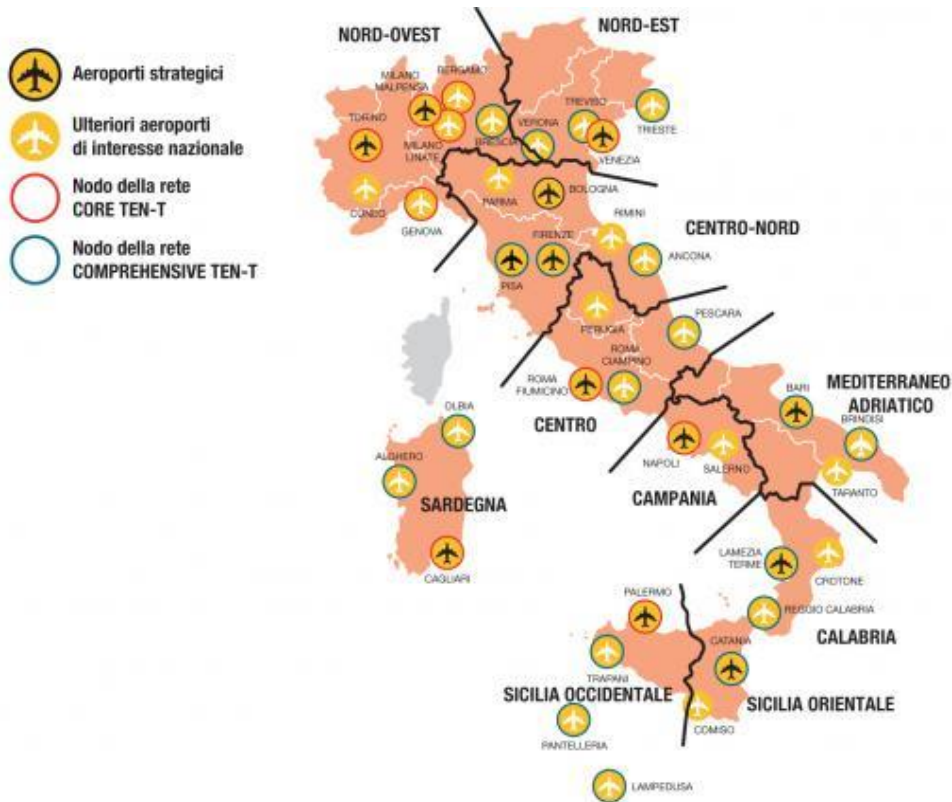 Aeroporti strategici
Ulteriori aeroporti
di interesse nazionale
Nodo della rete
CORE TEN-T
Nodo della rete
COMPREHENSIVE TEN-T
NORD-OVEST
NORD-EST
MILANO
MALPENSA
BERGAMO
TORINO
MILANO
LINATE
BRESCIA
VERONA
TREVISO
TRIESTE
VENEZIA
CUNEO
GENOVA
PARMA
BOLOGNA
RIMINI
FIRENZE
CENTRO-NORD
ANCONA
PISA
PERUGIA
PESCARA
ROMA
CIAMPINO
ROMA
FIUMICINO
CENTRO
BARI
MEDITERRANEO
ADRIATICO
BRINDISI
NAPOLI
SALERNO
TARANTO
CAMPANIA
OLBIA
ALGHERO
SARDEGNA
CAGLIARI
LAMEZIA
TERME
CROTONE
PALERMO
REGGIO CALABRIA
CALABRIA
CATANIA
TRAPANI
SICILIA OCCIDENTALE
SICILIA ORIENTALE
COMISO
PANTELLERIA
LAMPEDUSA